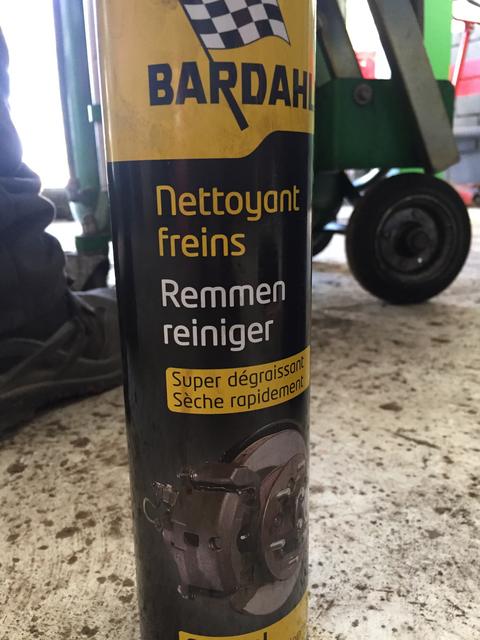 BARDAHL
Nettoyant
freins
Remmen
reiniger
Super dégraissant
Sèche rapidement